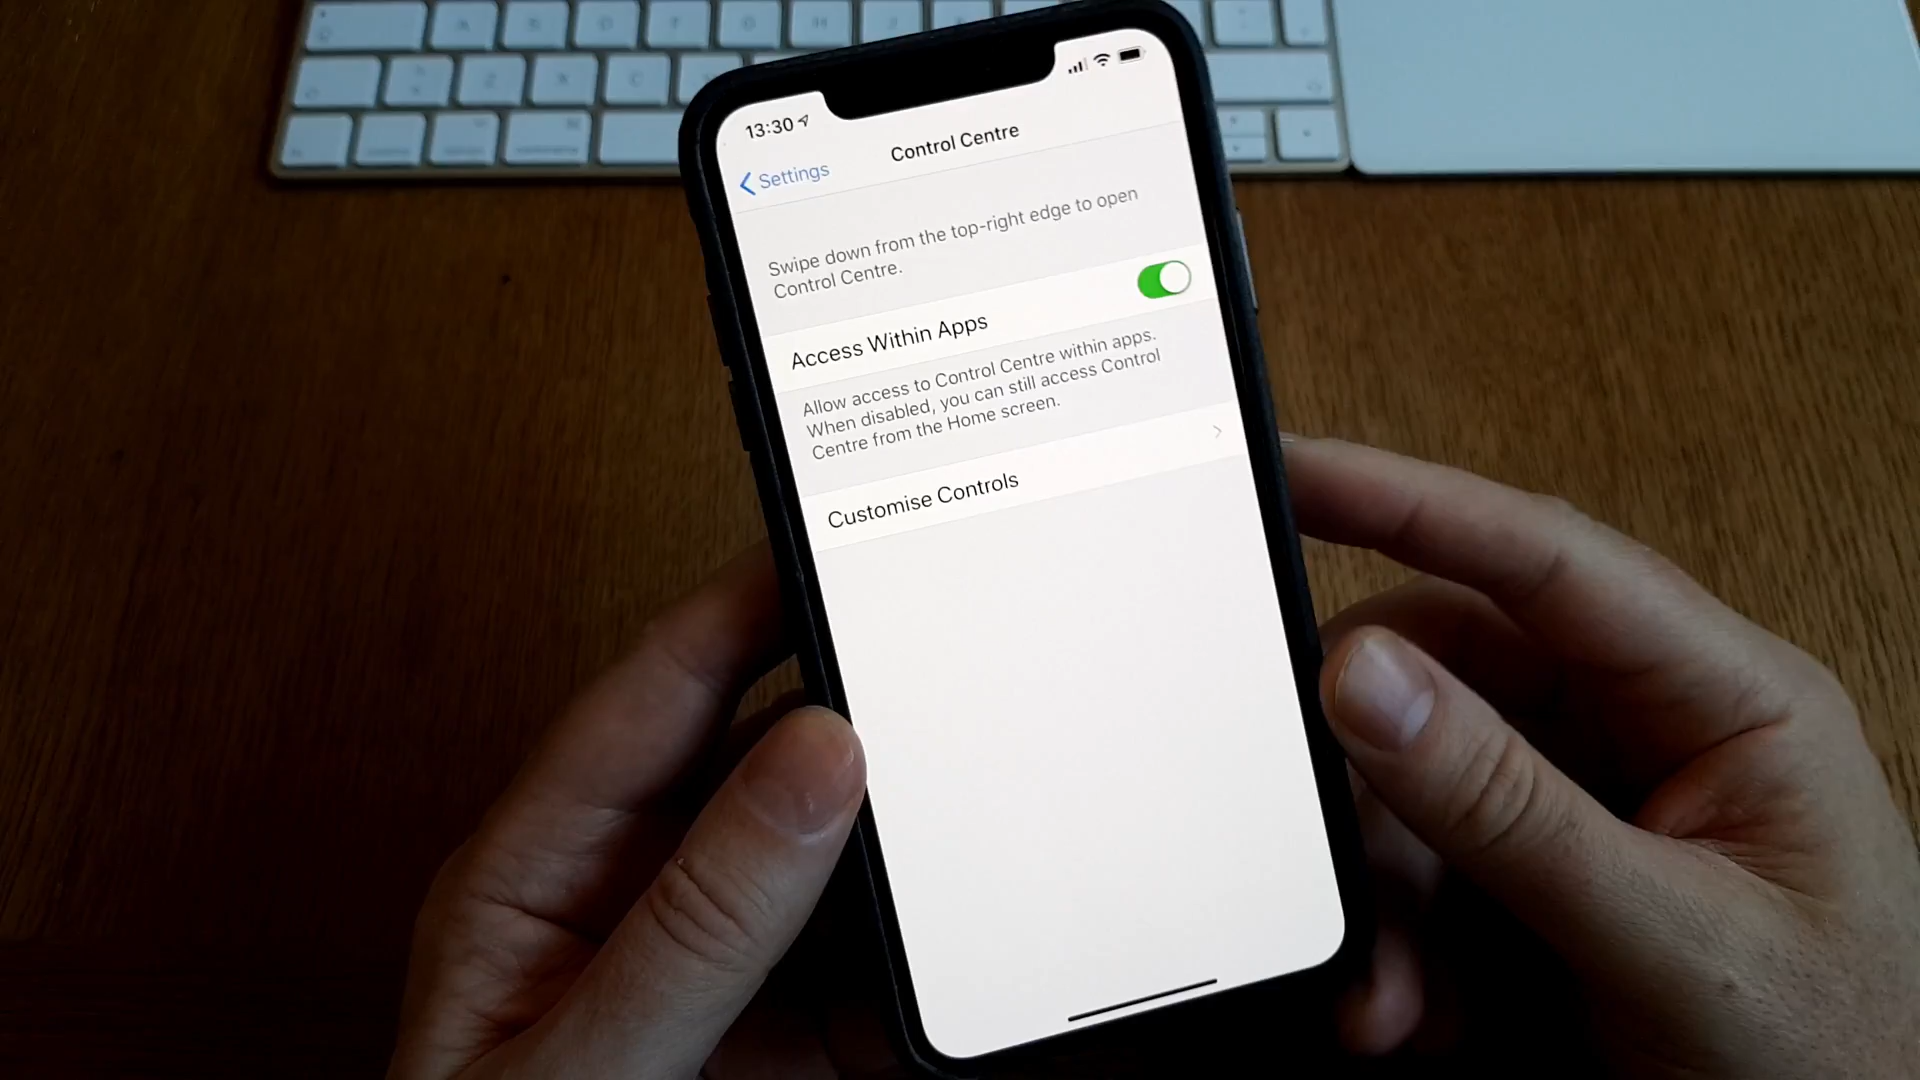 13:30
Settings
Control Centre
Swipe down from the top-right edge to open
Control Centre.
Access Within Apps
Allow access to Control Centre within apps.
When disabled, you can still access Control
Centre from the Home screen.
Customise Controls